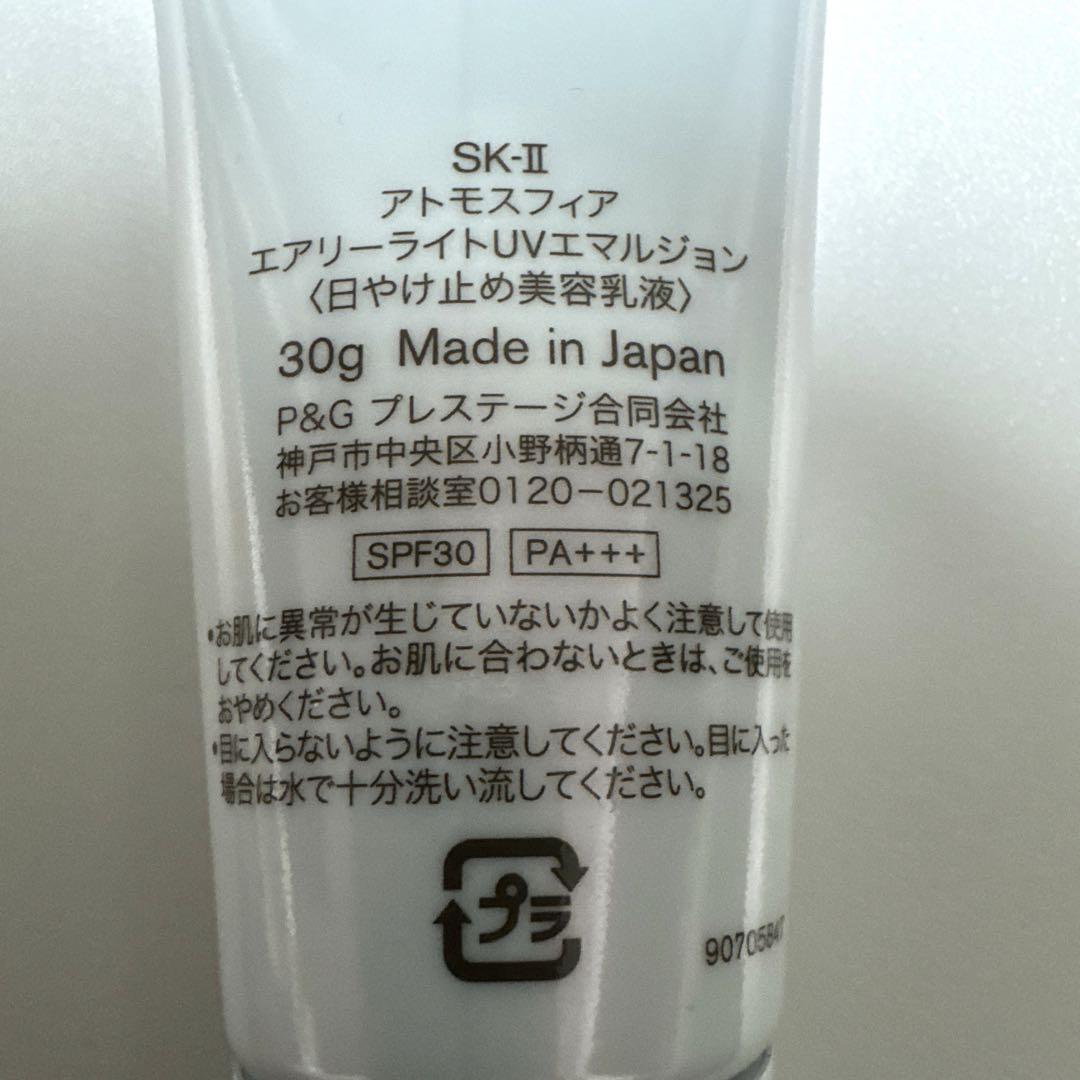 SK-Ⅱ
アトモスフィア
エアリーライトUVエマルジョン
〈日やけ止め美容乳液〉
30g Made in Japan
P&G プレステージ合同会社
神戸市中央区小野柄通7-1-18
お客様相談室0120-021325
SPF30 PA+++
・お肌に異常が生じていないかよく注意して使用
してください。お肌に合わないときは、ご使用を
おやめください。
・目に入らないように注意してください。目に入った
場合は水で十分洗い流してください。
プラ
90705847